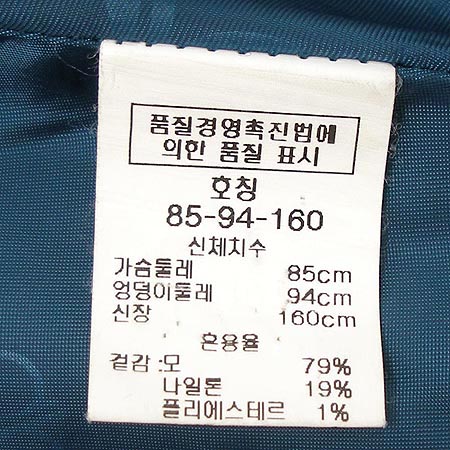 품질경영촉진법에
의한 품질 표시
호칭
85-94-160
신체치수
가슴둘레 85cm
엉덩이둘레 94cm
신장 160cm
혼용율
겉감:모 79%
나일론 19%
플리에스테르 1%